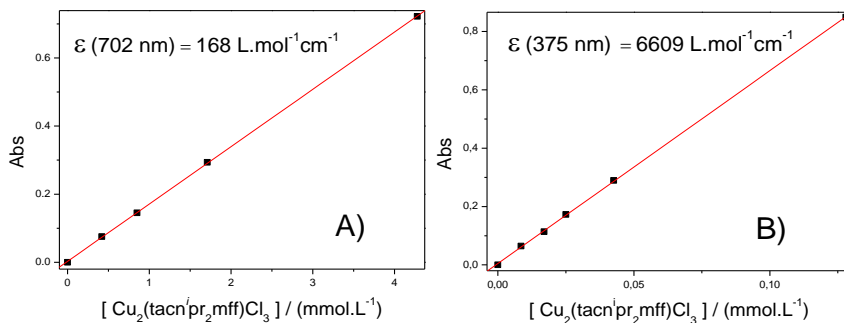 ε (702 nm) = 168 L.mol⁻¹cm⁻¹
0.6
0.4
0.2
0.0
Abs
0
1
2
3
4
A)
[ Cu₂(tacnⁱpr₂mff)Cl₃ ] / (mmol.L⁻¹)
ε (375 nm) = 6609 L.mol⁻¹cm⁻¹
0,8
0,6
0,4
0,2
0,0
Abs
0,00
0,05
0,10
B)
[ Cu₂(tacnⁱpr₂mff)Cl₃ ] / (mmol.L⁻¹)